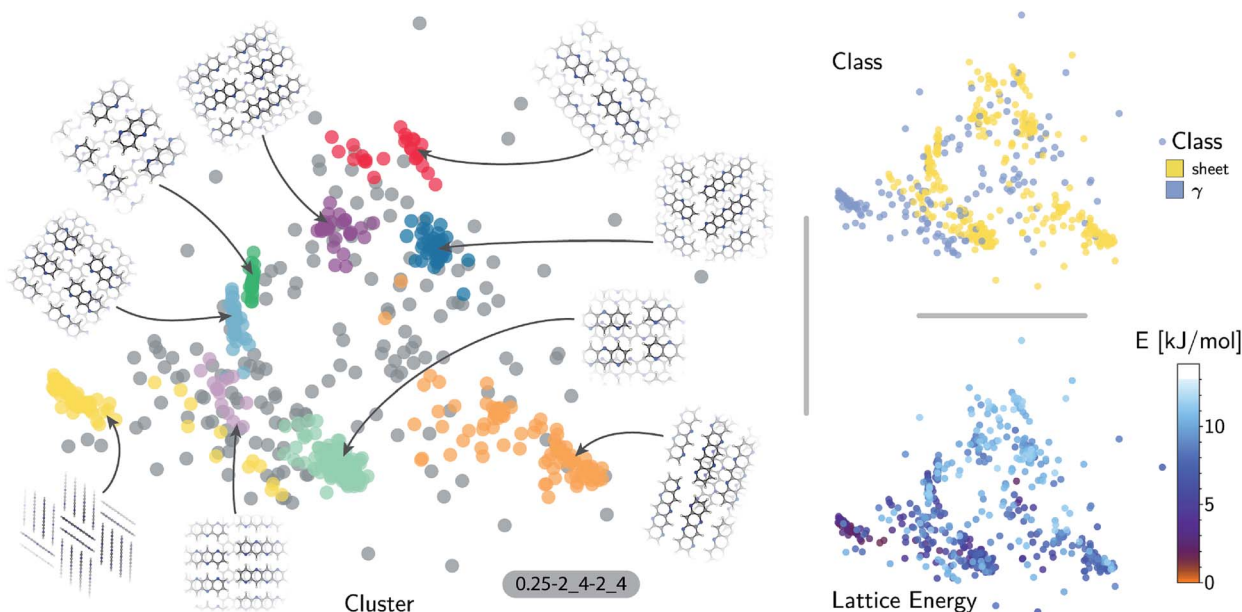 Class
Class
sheet
γ
E [kJ/mol]
10
5
0
0.25-2_4-2_4
Cluster
Lattice Energy